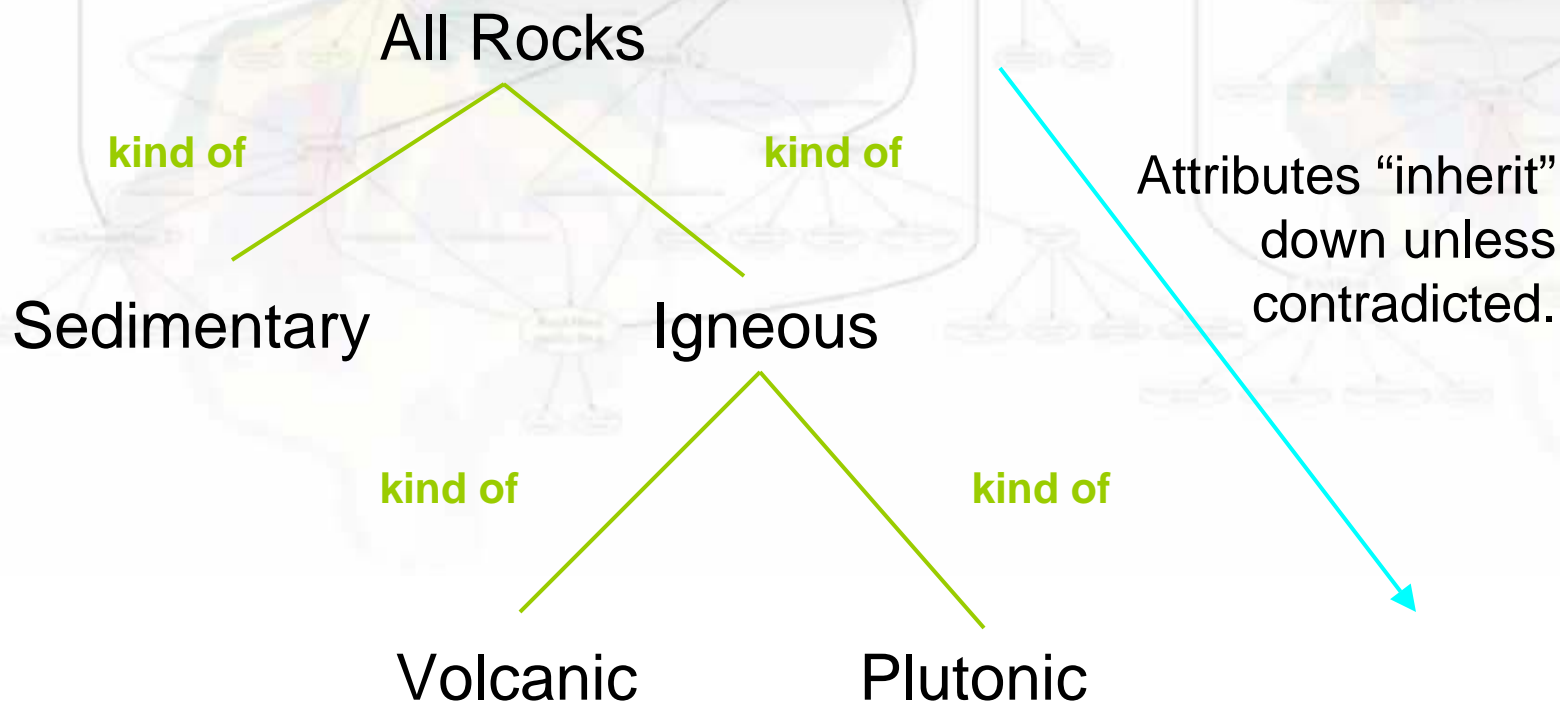 All Rocks
kind of
kind of
Attributes “inherit”
down unless
contradicted.
Sedimentary
Igneous
kind of
kind of
Volcanic
Plutonic